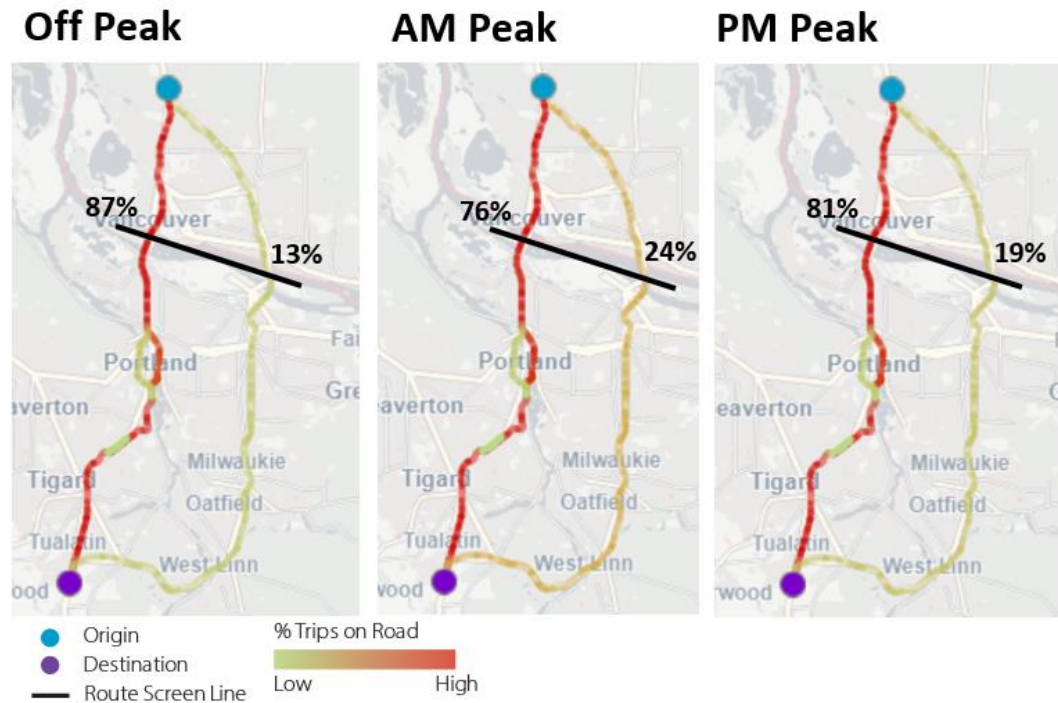 Off Peak
AM Peak
PM Peak
87%
Vancouver
13%
Portland
Fai
Gre
eaverton
Milwaukie
Tigard
Oatfield
Tualatin
West Linn
ood
76%
Vancouver
24%
Portland
eaverton
Milwaukie
Tigard
Oatfield
Tualatin
West Linn
wood
81%
Vancouver
19%
Portland
eaverton
Milwaukie
Tigard
Oatfield
Tualatin
West Linn
rwood
Origin
Destination
Route Screen Line
% Trips on Road
Low
High